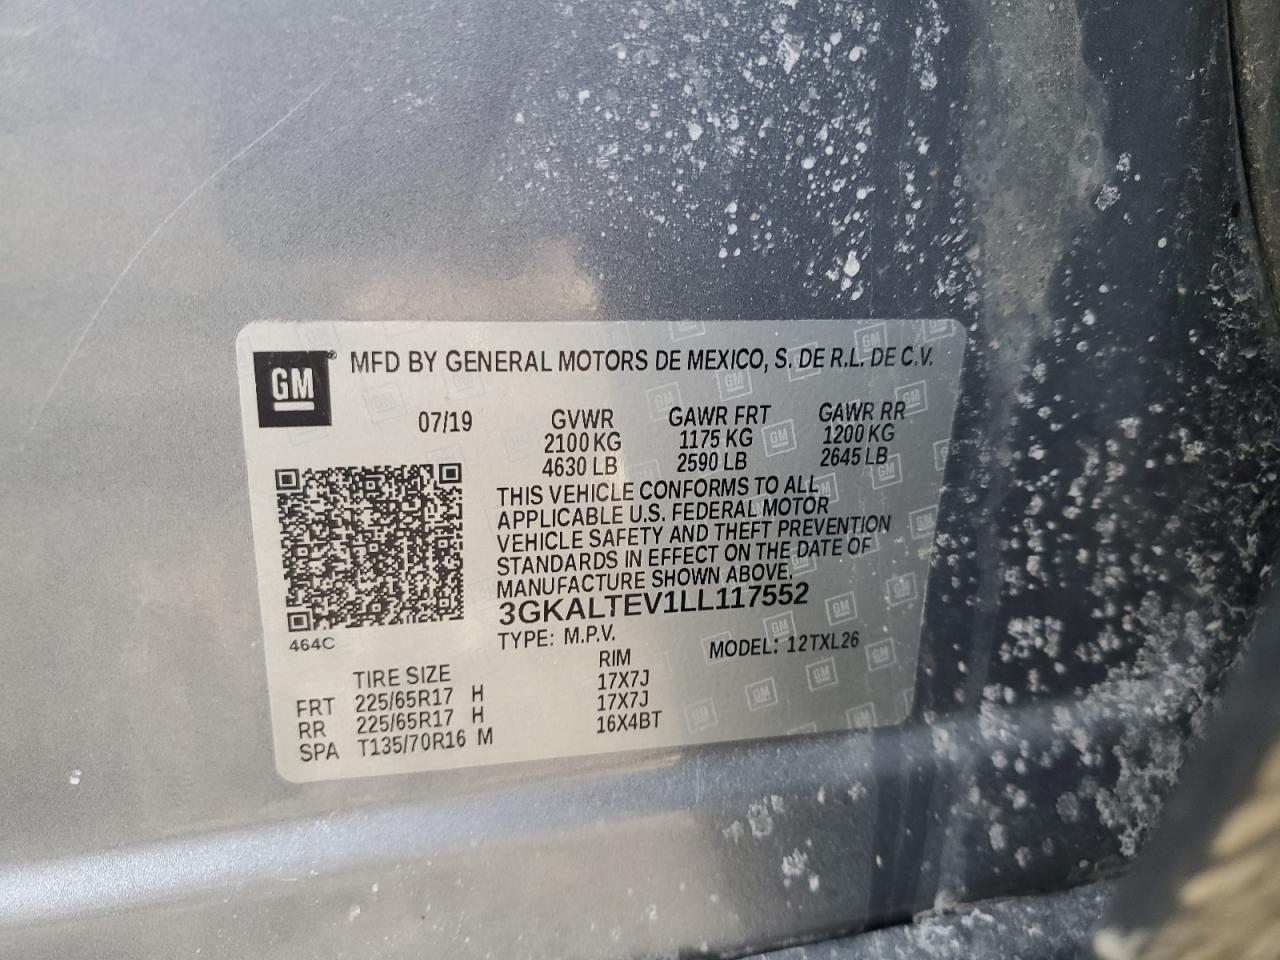 GM® MFD BY GENERAL MOTORS DE MEXICO, S. DE R.L. DE C.V.
07/19 GVWR GAWR FRT GAWR RR
2100 KG 1175 KG 1200 KG
4630 LB 2590 LB 2645 LB
THIS VEHICLE CONFORMS TO ALL
APPLICABLE U.S. FEDERAL MOTOR
VEHICLE SAFETY AND THEFT PREVENTION
STANDARDS IN EFFECT ON THE DATE OF
MANUFACTURE SHOWN ABOVE.
3GKALTEV1LL117552
464C
TYPE: M.P.V. MODEL: 12TXL26
TIRE SIZE RIM
FRT 225/65R17 H 17X7J
RR 225/65R17 H 17X7J
SPA T135/70R16 M 16X4BT